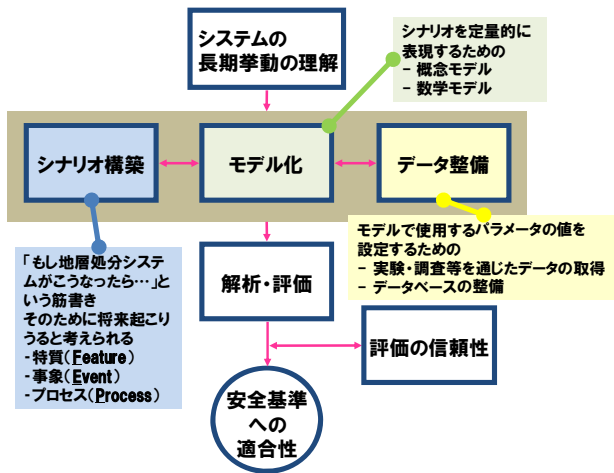 システムの
長期挙動の理解
シナリオを定量的に
表現するための
- 概念モデル
- 数学モデル
シナリオ構築
モデル化
データ整備
「もし地層処分システ
ムがこうなったら…」と
いう筋書き
そのために将来起こり
うると考えられる
-特質(Feature)
-事象(Event)
-プロセス(Process)
モデルで使用するパラメータの値を
設定するための
- 実験・調査等を通じたデータの取得
- データベースの整備
解析・評価
評価の信頼性
安全基準
への
適合性